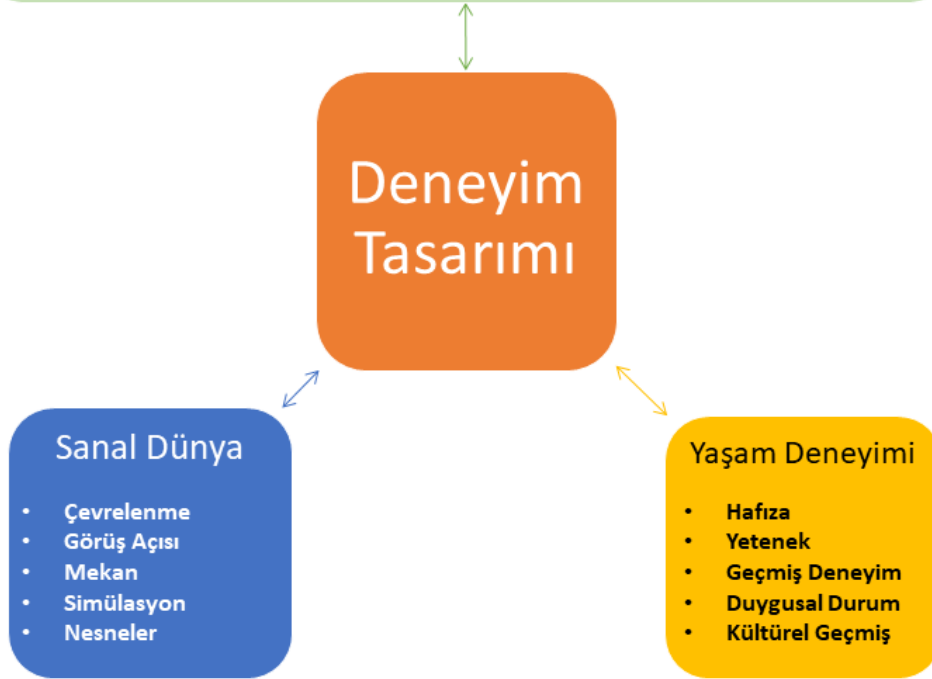 Deneyim
Tasarımı
Sanal Dünya
• Çevrelenme
• Görüş Açısı
• Mekan
• Simülasyon
• Nesneler
Yaşam Deneyimi
• Hafıza
• Yetenek
• Geçmiş Deneyim
• Duygusal Durum
• Kültürel Geçmiş